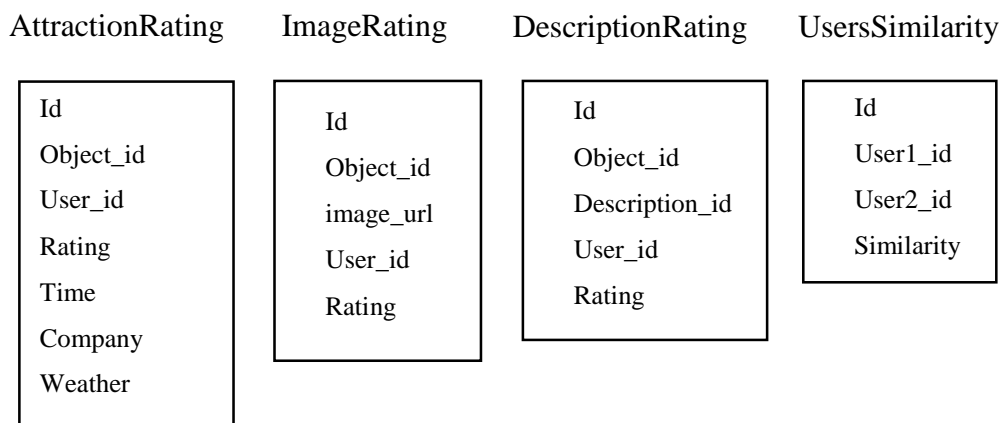 AttractionRating
Id
Object_id
User_id
Rating
Time
Company
Weather
ImageRating
Id
Object_id
image_url
User_id
Rating
DescriptionRating
Id
Object_id
Description_id
User_id
Rating
UsersSimilarity
Id
User1_id
User2_id
Similarity